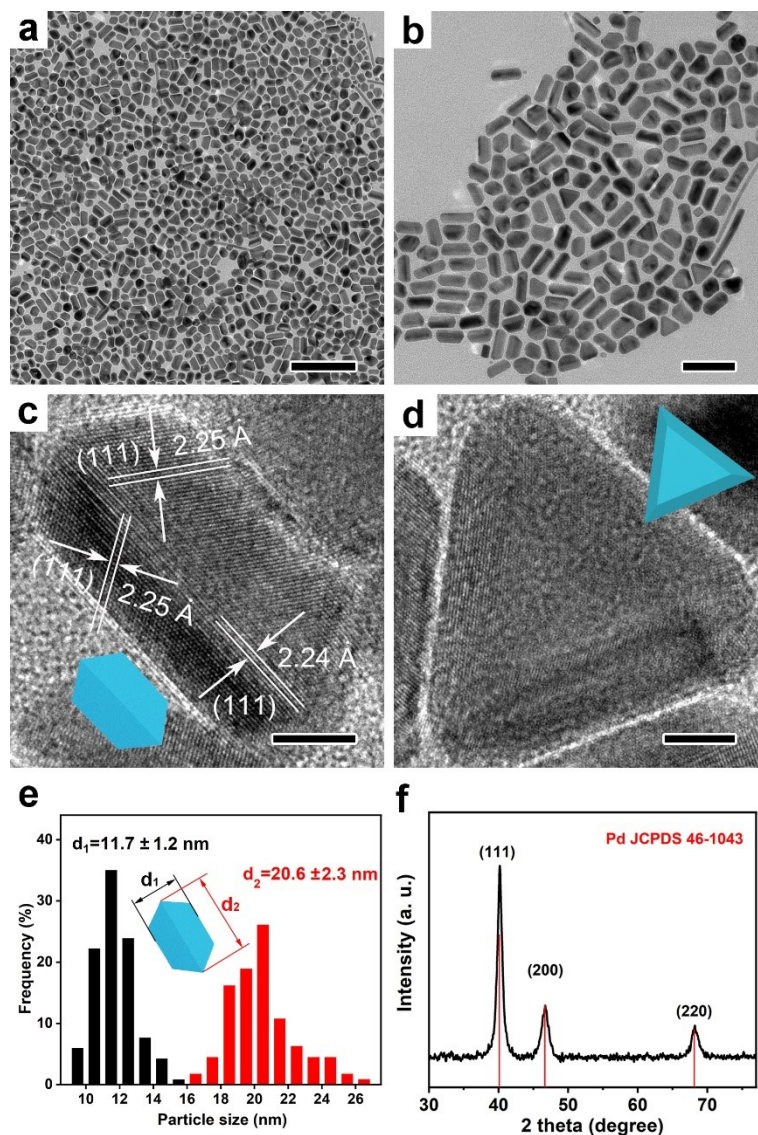 a
b
c
(111)
2.25 Å
(111)
2.25 Å
2.24 Å
(111)
d
e
d₁=11.7 ± 1.2 nm
d₂=20.6 ±2.3 nm
d₁
d₂
Frequency (%)
40
30
20
10
0
10 12 14 16 18 20 22 24 26
Particle size (nm)
f
Pd JCPDS 46-1043
(111)
(200)
(220)
Intensity (a. u.)
30 40 50 60 70
2 theta (degree)